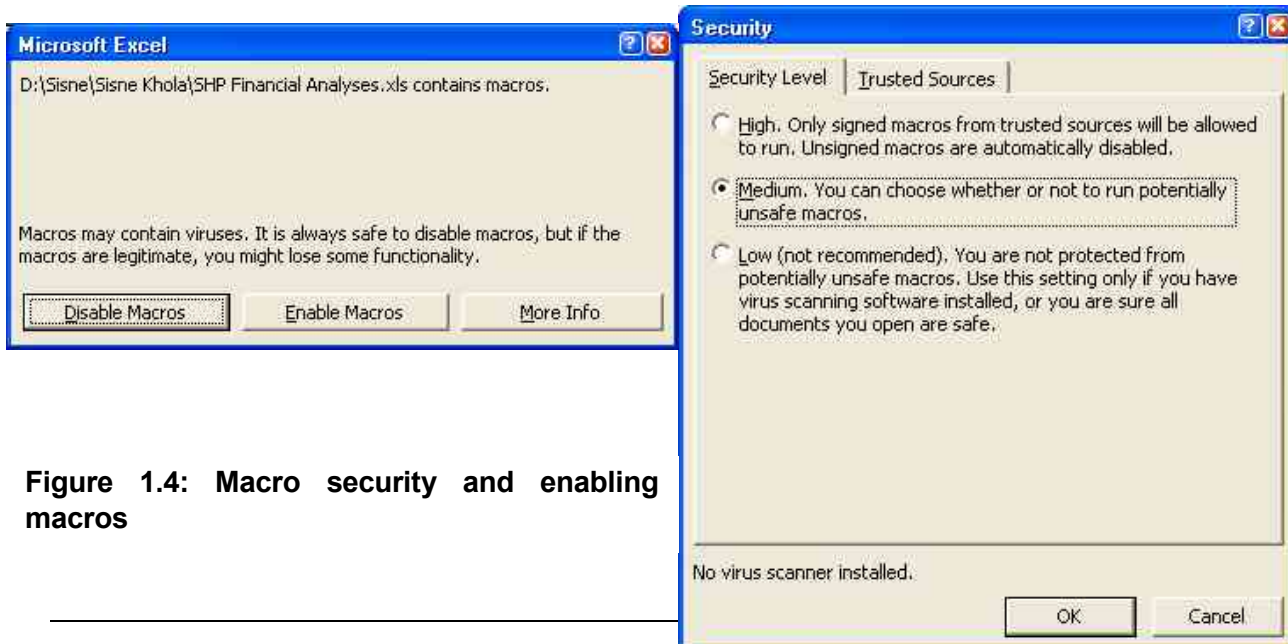 Microsoft Excel
D:\Sisne\Sisne Khola\SHP Financial Analyses.xls contains macros.
Macros may contain viruses. It is always safe to disable macros, but if the
macros are legitimate, you might lose some functionality.
Disable Macros Enable Macros More Info
Figure 1.4: Macro security and enabling
macros
Security
Security Level Trusted Sources
High. Only signed macros from trusted sources will be allowed
to run. Unsigned macros are automatically disabled.
Medium. You can choose whether or not to run potentially
unsafe macros.
Low (not recommended). You are not protected from
potentially unsafe macros. Use this setting only if you have
virus scanning software installed, or you are sure all
documents you open are safe.
No virus scanner installed.
OK Cancel